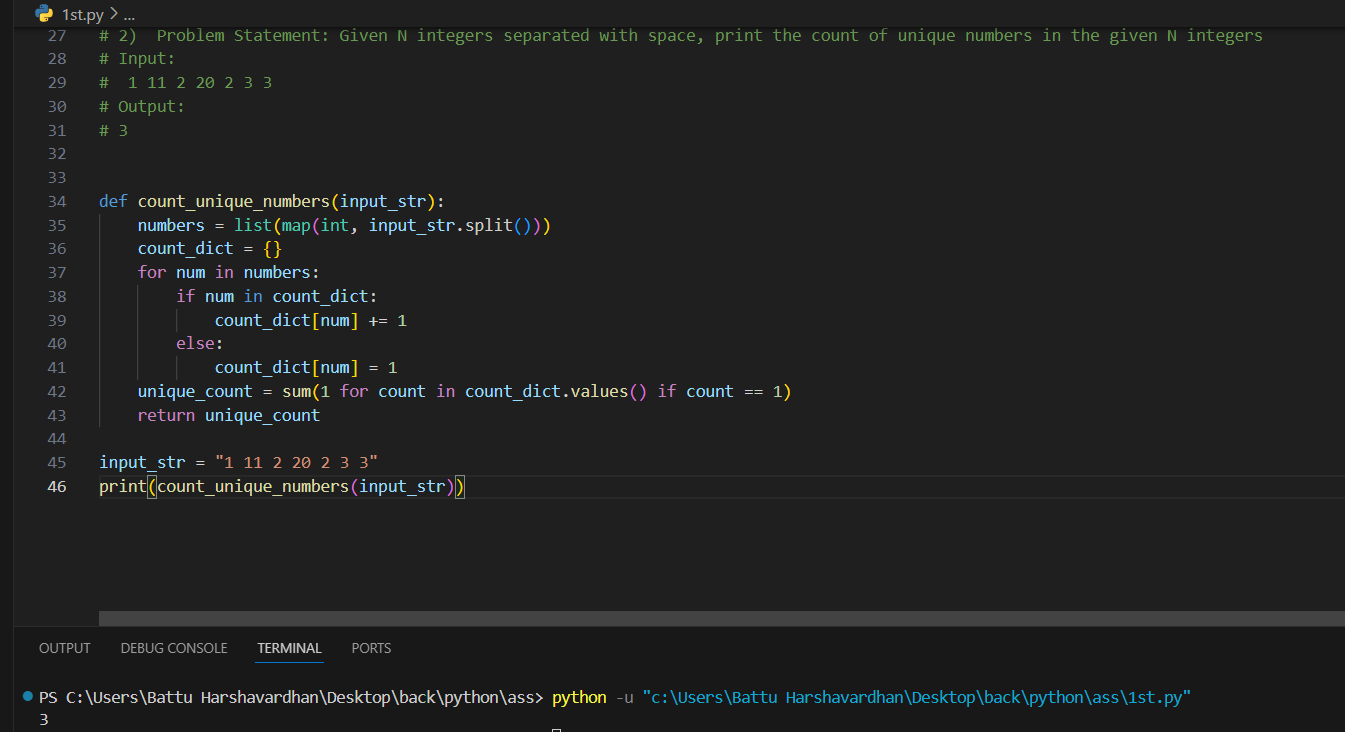 1st.py > ...
27 # 2)  Problem Statement: Given N integers separated with space, print the count of unique numbers in the given N integers
28 # Input:
29 #  1 11 2 20 2 3 3
30 # Output:
31 # 3
32
33
34 def count_unique_numbers(input_str):
35     numbers = list(map(int, input_str.split()))
36     count_dict = {}
37     for num in numbers:
38         if num in count_dict:
39             count_dict[num] += 1
40         else:
41             count_dict[num] = 1
42     unique_count = sum(1 for count in count_dict.values() if count == 1)
43     return unique_count
44
45 input_str = "1 11 2 20 2 3 3"
46 print(count_unique_numbers(input_str))
OUTPUT DEBUG CONSOLE TERMINAL PORTS
PS C:\Users\Battu Harshavardhan\Desktop\back\python\ass> python -u "c:\Users\Battu Harshavardhan\Desktop\back\python\ass\1st.py"
3